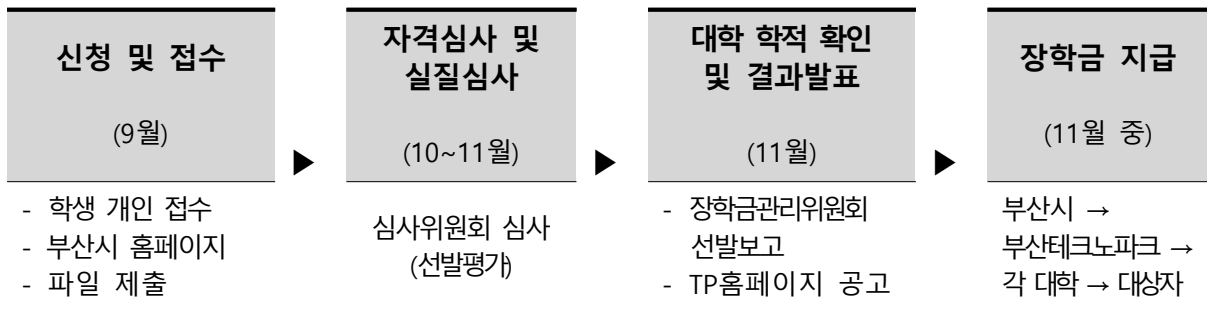 신청 및 접수
(9월)
▶
자격심사 및
실질심사
(10~11월)
▶
대학 학적 확인
및 결과발표
(11월)
▶
장학금 지급
(11월 중)
- 학생 개인 접수
- 부산시 홈페이지
- 파일 제출
심사위원회 심사
(선발평가)
- 장학금관리위원회
선발보고
- TP홈페이지 공고
부산시 →
부산테크노파크 →
각 대학 → 대상자